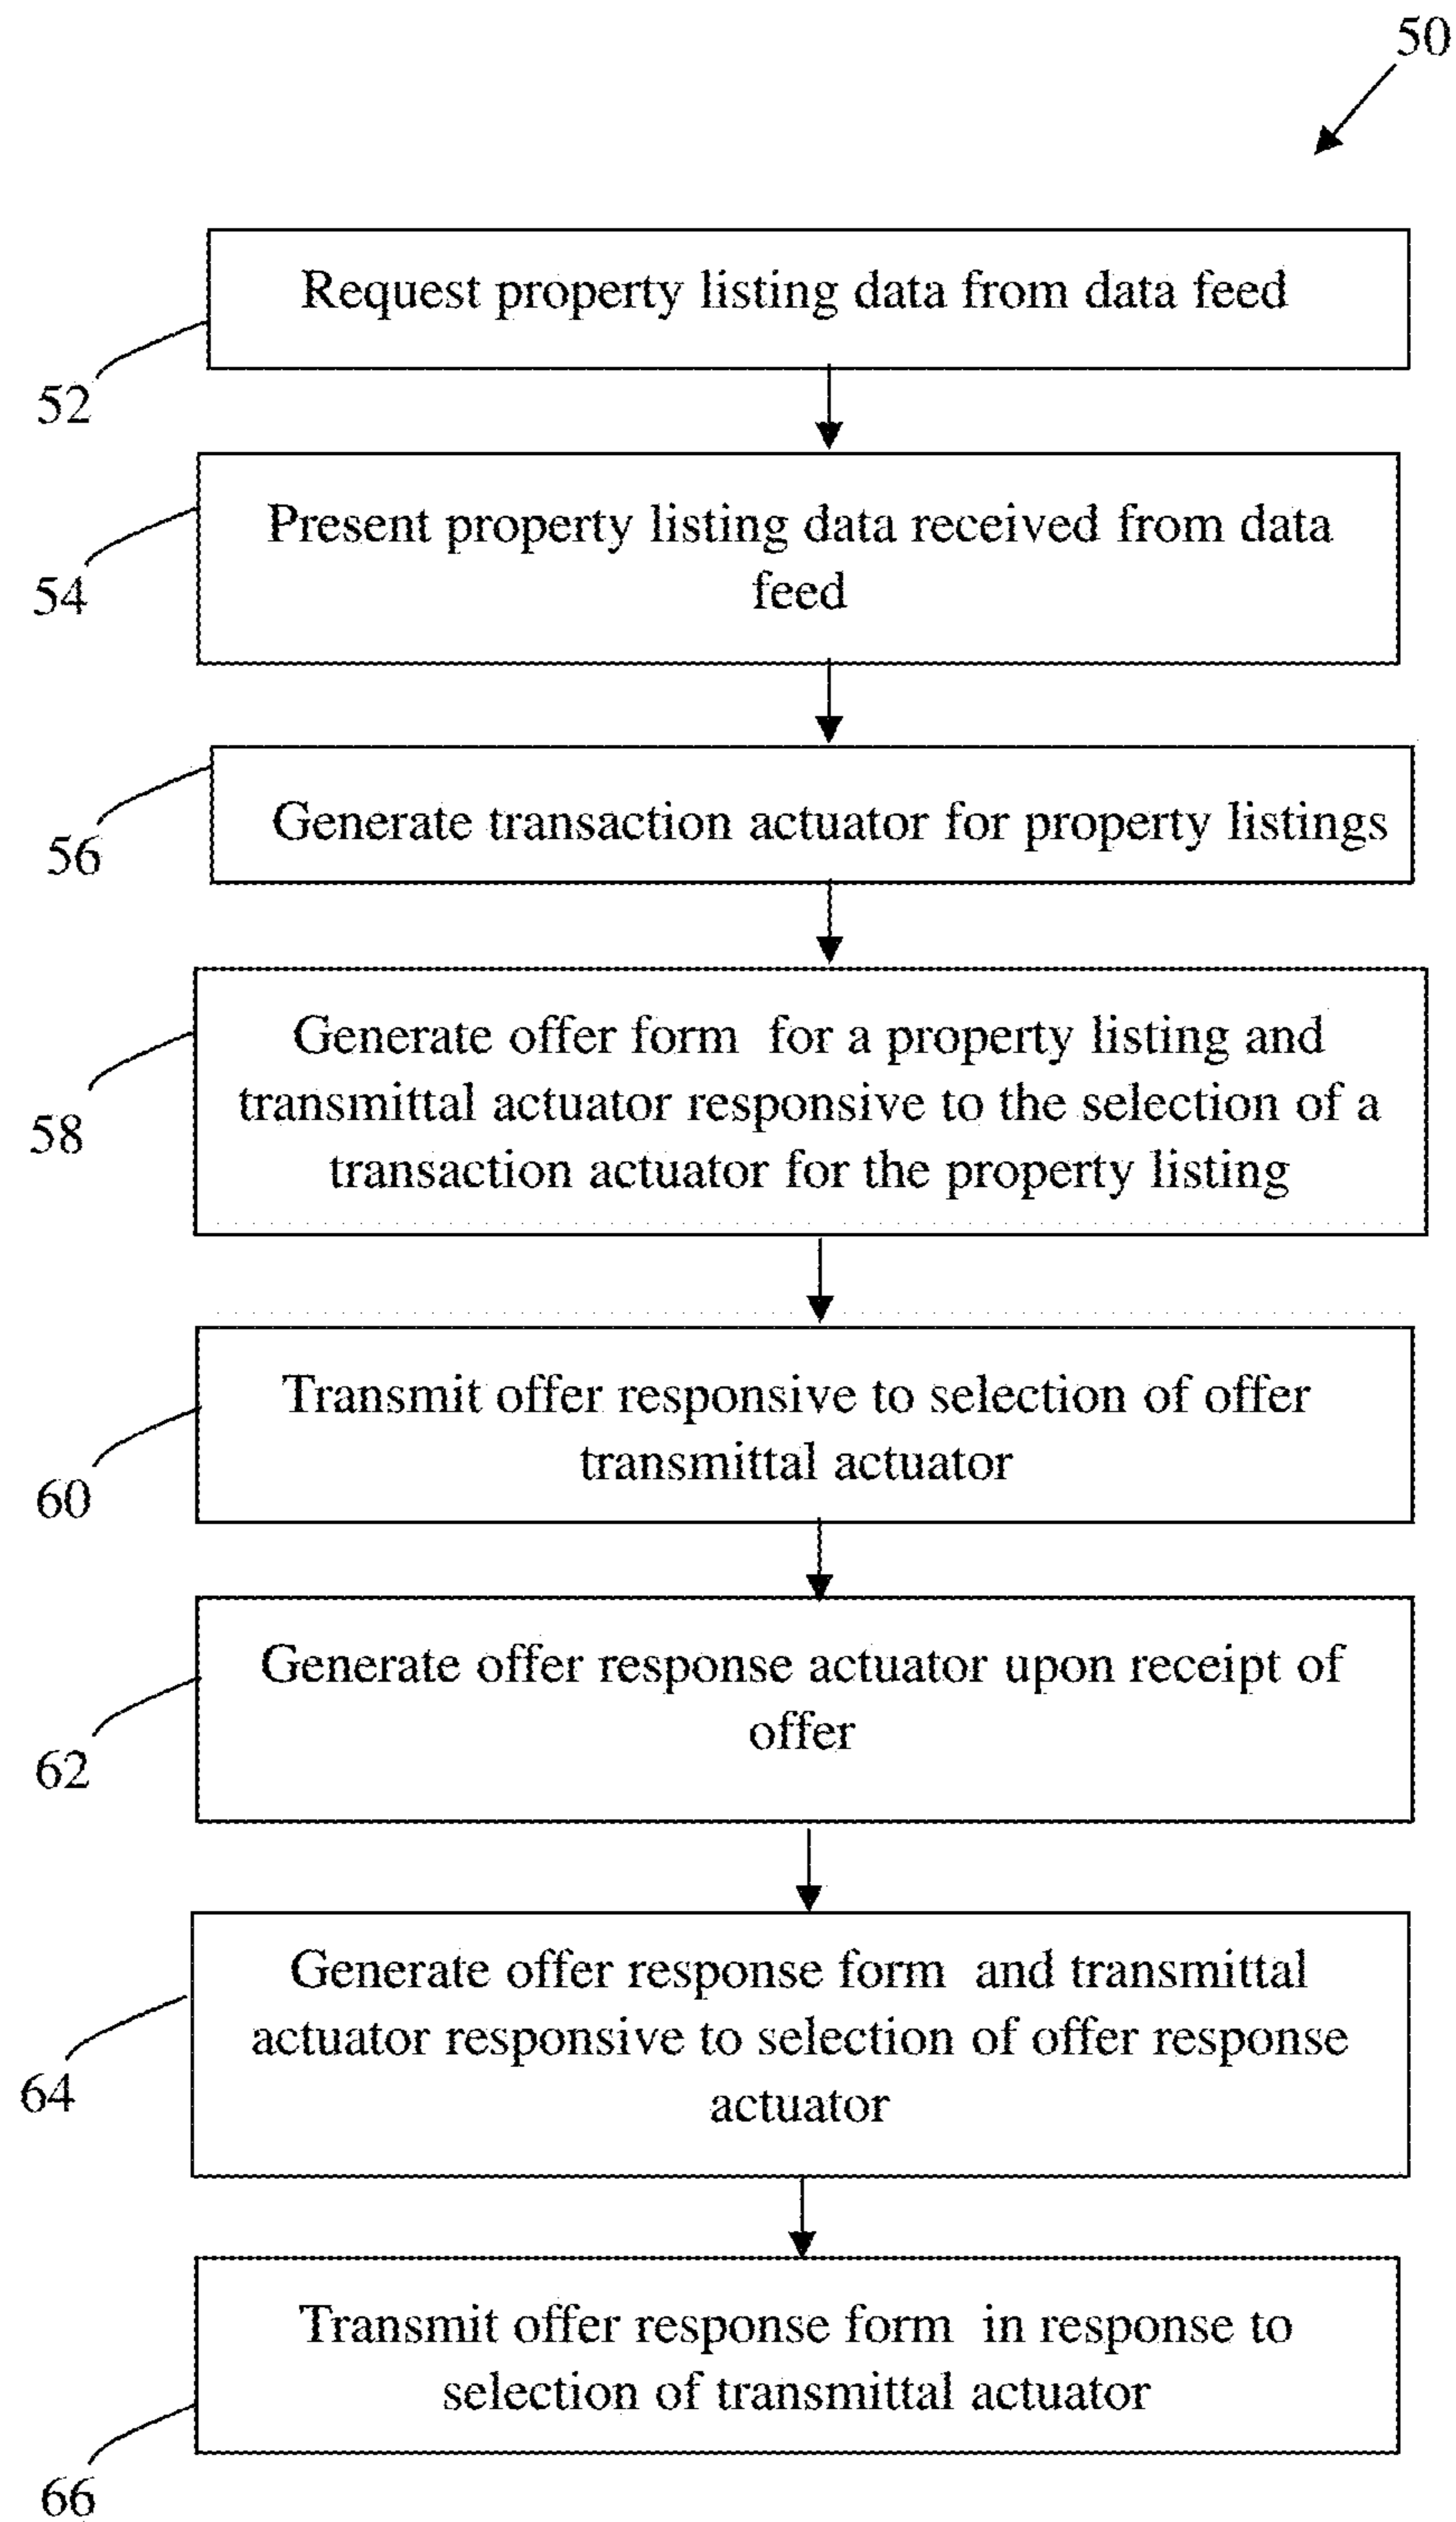 50
Request property listing data from data feed
52
Present property listing data received from data
feed
54
Generate transaction actuator for property listings
56
Generate offer form for a property listing and
transmittal actuator responsive to the selection of a
transaction actuator for the property listing
58
Transmit offer responsive to selection of offer
transmittal actuator
60
Generate offer response actuator upon receipt of
offer
62
Generate offer response form and transmittal
actuator responsive to selection of offer response
actuator
64
Transmit offer response form in response to
selection of transmittal actuator
66